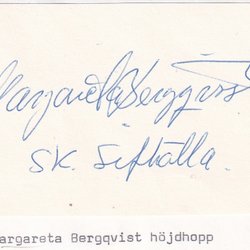 Margareta Bergqvist
SK. Sifhälla.
argareta Bergqvist höjdhopp